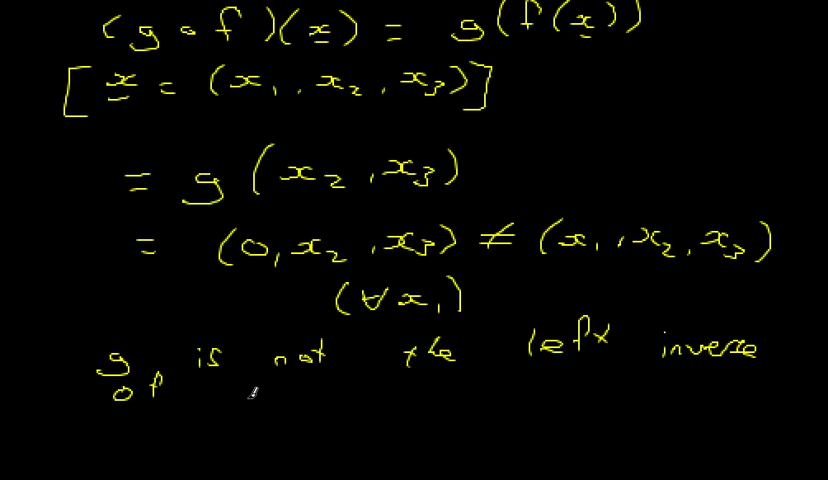 (g ∘ f)(x) = g(f(x))
[x = (x₁, x₂, x₃)]
= g(x₂, x₃)
= (0, x₂, x₃) ≠ (x₁, x₂, x₃)
(∀ x₁)
g is not the left inverse
of